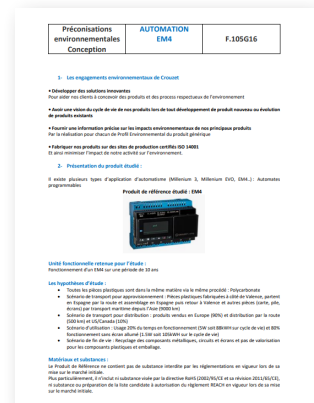 Préconisations
environnementales
Conception
AUTOMATION
EM4
F.105G16
1- Les engagements environnementaux de Crouzet
• Développer des solutions innovantes
Pour aider nos clients à concevoir des produits et des process respectueux de l'environnement
• Avoir une vision du cycle de vie de nos produits lors de tout développement de produit nouveau ou évolution
de produits existants
• Fournir une information précise sur les impacts environnementaux de nos principaux produits
Par la réalisation pour chacun de Profil Environnemental du produit générique
• Fabriquer nos produits sur des sites de production certifiés ISO 14001
Et ainsi minimiser l'impact de notre activité sur l'environnement.
2- Présentation du produit étudié :
Il existe plusieurs types d'application d'automatisme (Millenium 3, Millenium EVO, EM4..) : Automates
programmables
Produit de référence étudié : EM4
Unité fonctionnelle retenue pour l'étude :
Fonctionnement d'un EM4 sur une période de 10 ans
Les hypothèses d'étude :
• Toutes les pièces plastiques sont dans la même matière via le même procédé : Polycarbonate
• Scénario de transport pour approvisionnement : Pièces plastiques fabriquées à côté de Valence, partent
en Espagne par la route et assemblage en Espagne puis retour à Valence et autres pièces (carte, pile,
écrans) par transport maritime depuis l'Asie (9000 km)
• Scénario de transport pour distribution : produits vendus en Europe (90%) et distribution par la route
(500 km) et US/Canada (10%)
• Scénario d'utilisation : Usage 20% du temps en fonctionnement (5W soit 88kWH sur cycle de vie) et 80%
fonctionnement sans écran allumé (1.5W soit 105kWH sur le cycle de vie)
• Scénario de fin de vie : Recyclage des composants métalliques, circuits et écrans et pas de valorisation
pour les composants plastiques et emballage.
Matériaux et substances :
Le Produit de Référence ne contient pas de substance interdite par les réglementations en vigueur lors de sa
mise sur le marché initiale.
Plus particulièrement, il n'inclut ni substance visée par la directive RoHS (2002/95/CE et sa révision 2011/65/CE),
ni substance ou préparation de la liste candidate à autorisation du règlement REACH en vigueur lors de sa mise
sur le marché initiale.